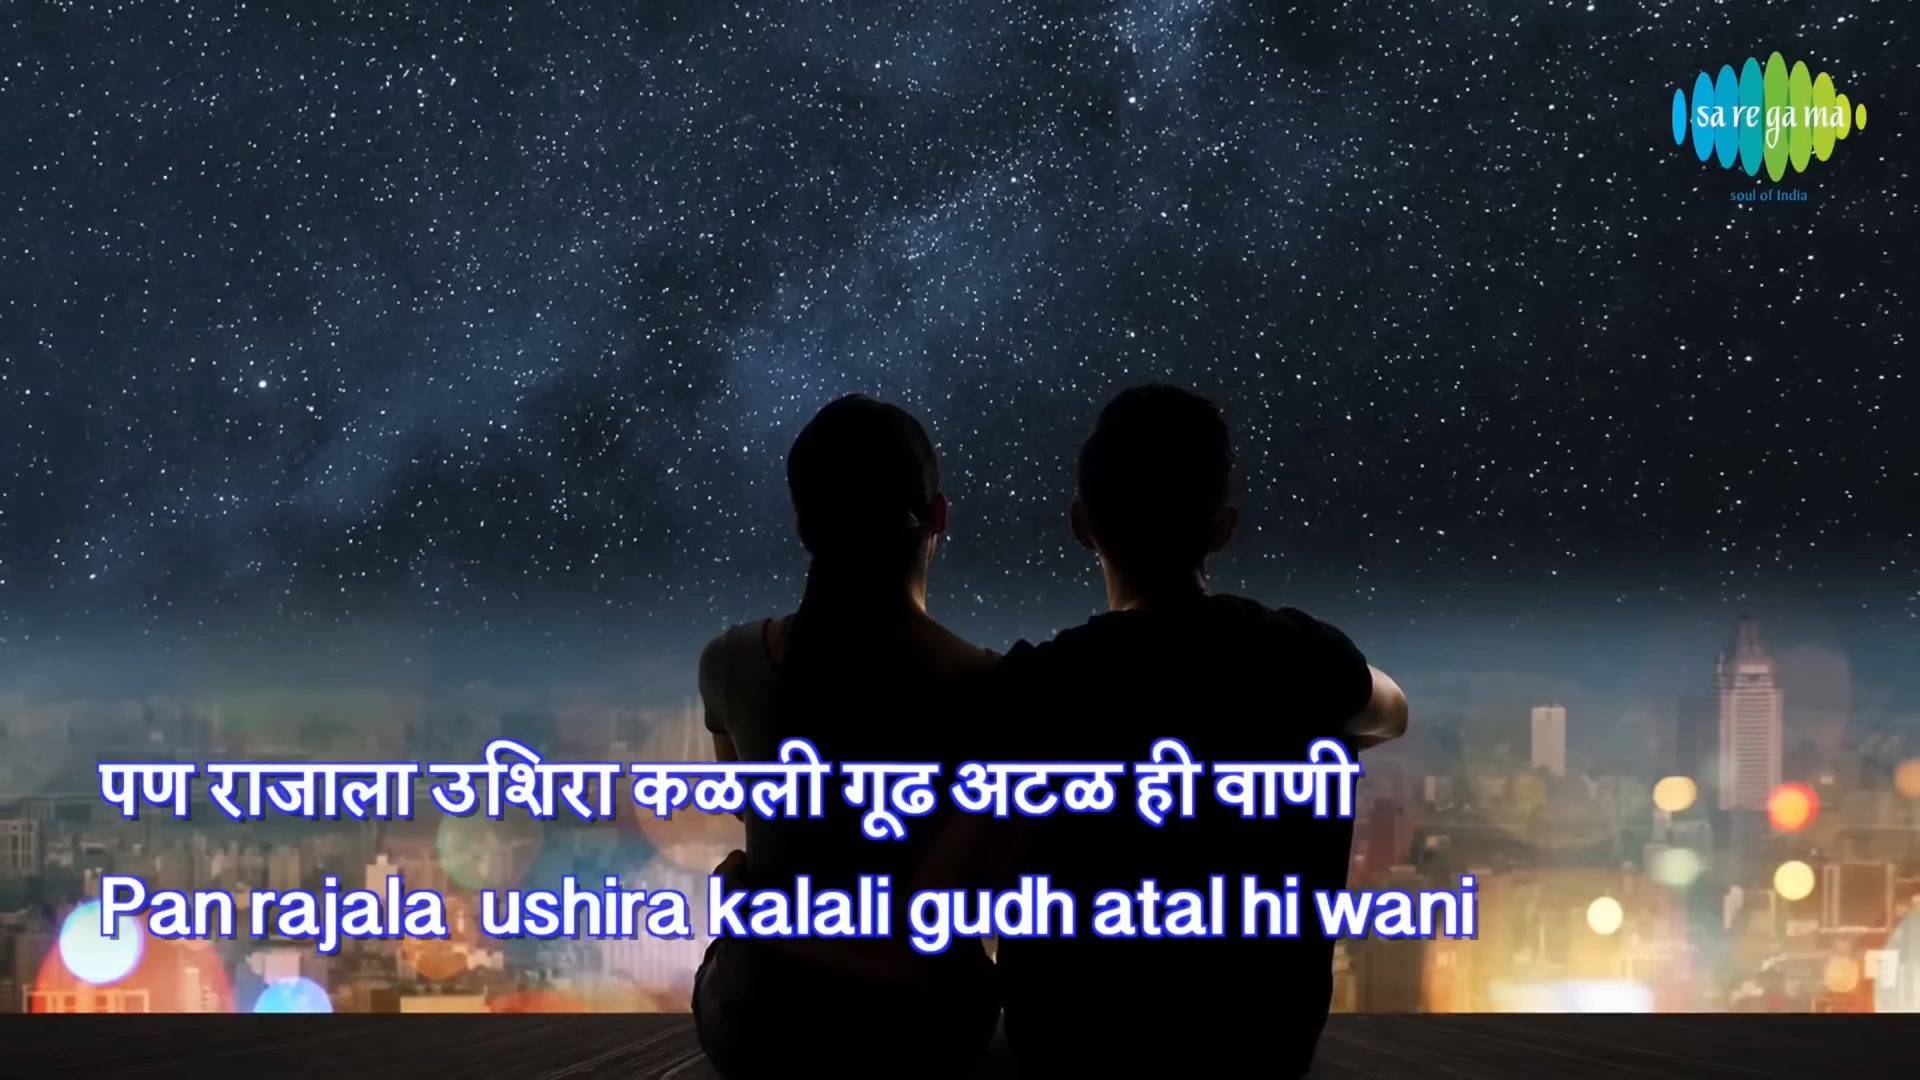 sa re ga ma
soul of India
पण राजाला उशिरा कळली गूढ अटळ ही वाणी
Pan rajala ushira kalali gudh atal hi wani